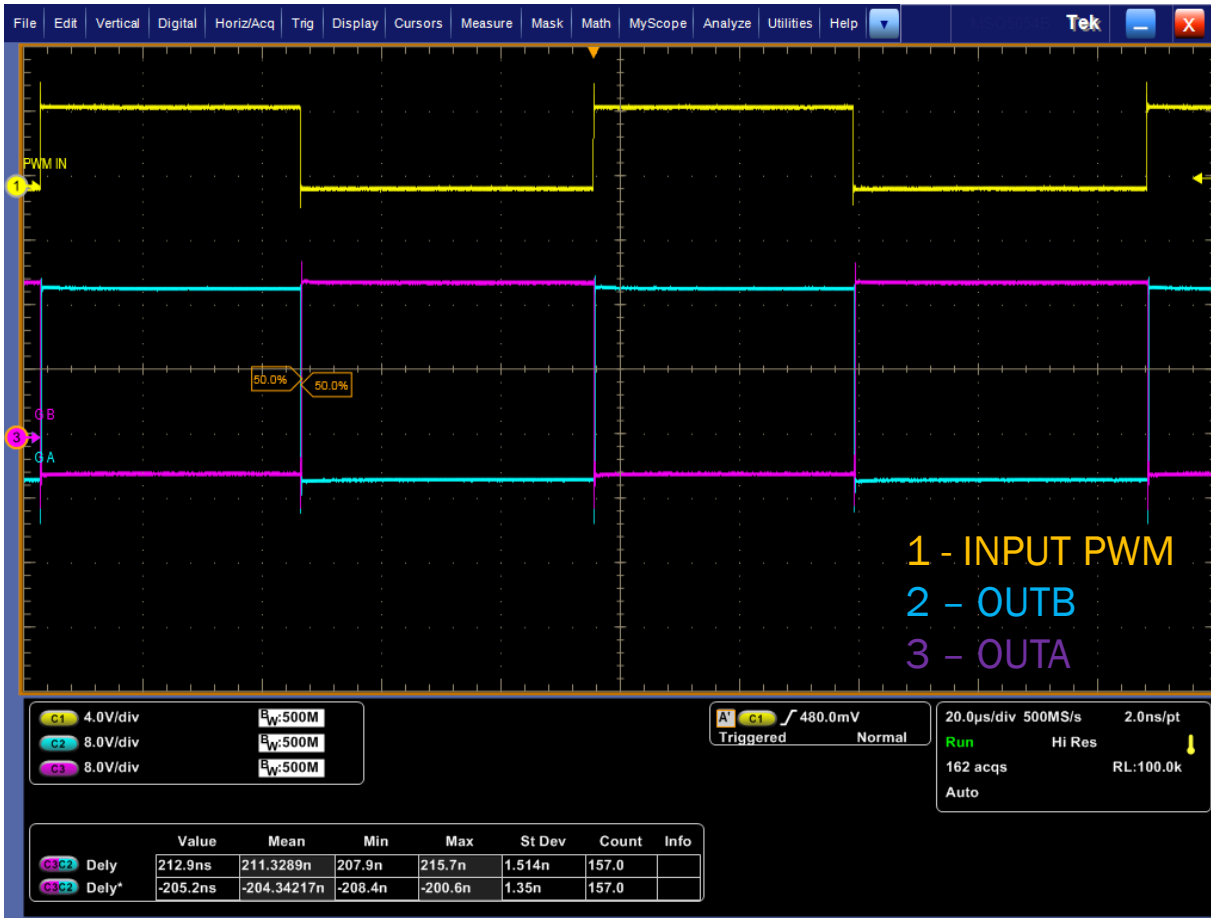 File Edit Vertical Digital Horiz/Acq Trig Display Cursors Measure Mask Math MyScope Analyze Utilities Help Tek X
PWM IN
1
50.0% 50.0%
G B
3
G A
1 - INPUT PWM
2 – OUTB
3 – OUTA
C1 4.0V/div BW:500M
C2 8.0V/div BW:500M
C3 8.0V/div BW:500M
A' C1 480.0mV
Triggered Normal
20.0µs/div 500MS/s 2.0ns/pt
Run Hi Res
162 acqs RL:100.0k
Auto
Value Mean Min Max St Dev Count Info
C3C2 Dely 212.9ns 211.3289n 207.9n 215.7n 1.514n 157.0
C3C2 Dely* -205.2ns -204.34217n -208.4n -200.6n 1.35n 157.0